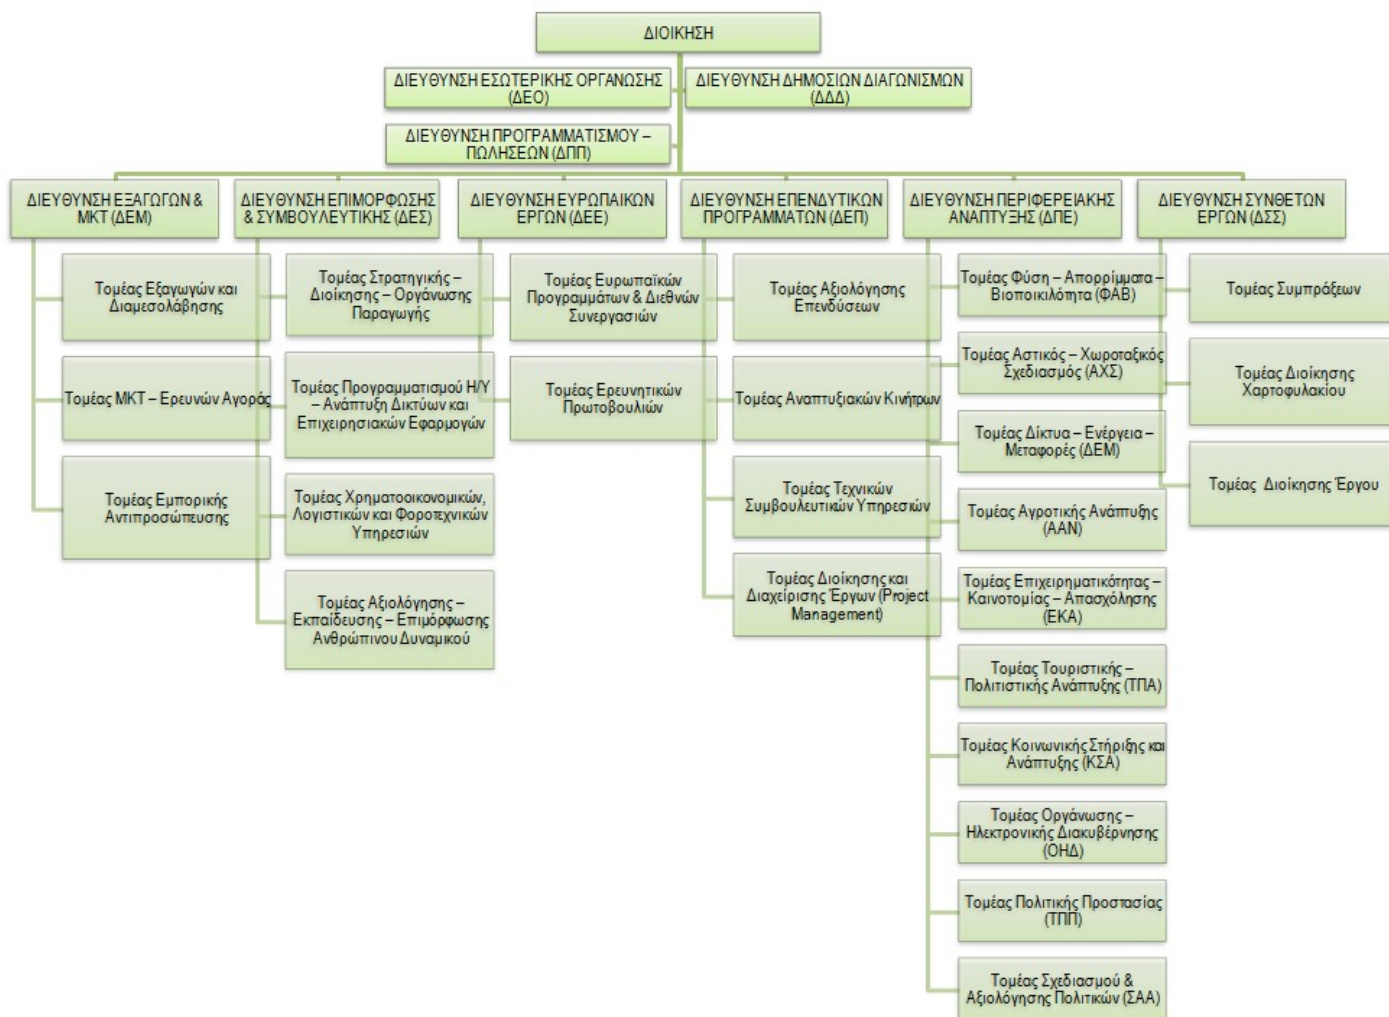 ΔΙΟΙΚΗΣΗ
ΔΙΕΥΘΥΝΣΗ ΕΣΩΤΕΡΙΚΗΣ ΟΡΓΑΝΩΣΗΣ
(ΔΕΟ)
ΔΙΕΥΘΥΝΣΗ ΔΗΜΟΣΙΩΝ ΔΙΑΓΩΝΙΣΜΩΝ
(ΔΔΔ)
ΔΙΕΥΘΥΝΣΗ ΠΡΟΓΡΑΜΜΑΤΙΣΜΟΥ –
ΠΩΛΗΣΕΩΝ (ΔΠΠ)
ΔΙΕΥΘΥΝΣΗ ΕΞΑΓΩΓΩΝ &
ΜΚΤ (ΔΕΜ)
Τομέας Εξαγωγών και
Διαμεσολάβησης
Τομέας ΜΚΤ – Ερευνών Αγοράς
Τομέας Εμπορικής
Αντιπροσώπευσης
ΔΙΕΥΘΥΝΣΗ ΕΠΙΜΟΡΦΩΣΗΣ
& ΣΥΜΒΟΥΛΕΥΤΙΚΗΣ (ΔΕΣ)
Τομέας Στρατηγικής –
Διοίκησης – Οργάνωσης
Παραγωγής
Τομέας Προγραμματισμού Η/Υ
– Ανάπτυξη Δικτύων και
Επιχειρησιακών Εφαρμογών
Τομέας Χρηματοοικονομικών,
Λογιστικών και Φοροτεχνικών
Υπηρεσιών
Τομέας Αξιολόγησης –
Εκπαίδευσης – Επιμόρφωσης
Ανθρώπινου Δυναμικού
ΔΙΕΥΘΥΝΣΗ ΕΥΡΩΠΑΙΚΩΝ
ΕΡΓΩΝ (ΔΕΕ)
Τομέας Ευρωπαϊκών
Προγραμμάτων & Διεθνών
Συνεργασιών
Τομέας Ερευνητικών
Πρωτοβουλιών
ΔΙΕΥΘΥΝΣΗ ΕΠΕΝΔΥΤΙΚΩΝ
ΠΡΟΓΡΑΜΜΑΤΩΝ (ΔΕΠ)
Τομέας Αξιολόγησης
Επενδύσεων
Τομέας Αναπτυξιακών Κινήτρων
Τομέας Τεχνικών
Συμβουλευτικών Υπηρεσιών
Τομέας Διοίκησης και
Διαχείρισης Έργων (Project
Management)
ΔΙΕΥΘΥΝΣΗ ΠΕΡΙΦΕΡΕΙΑΚΗΣ
ΑΝΑΠΤΥΞΗΣ (ΔΠΕ)
Τομέας Φύση – Απορρίμματα –
Βιοποικιλότητα (ΦΑΒ)
Τομέας Αστικός – Χωροταξικός
Σχεδιασμός (ΑΧΣ)
Τομέας Δίκτυα – Ενέργεια –
Μεταφορές (ΔΕΜ)
Τομέας Αγροτικής Ανάπτυξης
(ΑΑΝ)
Τομέας Επιχειρηματικότητας –
Καινοτομίας – Απασχόλησης
(ΕΚΑ)
Τομέας Τουριστικής –
Πολιτιστικής Ανάπτυξης (ΤΠΑ)
Τομέας Κοινωνικής Στήριξης και
Ανάπτυξης (ΚΣΑ)
Τομέας Οργάνωσης –
Ηλεκτρονικής Διακυβέρνησης
(ΟΗΔ)
Τομέας Πολιτικής Προστασίας
(ΤΠΠ)
Τομέας Σχεδιασμού &
Αξιολόγησης Πολιτικών (ΣΑΑ)
ΔΙΕΥΘΥΝΣΗ ΣΥΝΘΕΤΩΝ
ΕΡΓΩΝ (ΔΣΣ)
Τομέας Συμπράξεων
Τομέας Διοίκησης
Χαρτοφυλακίου
Τομέας Διοίκησης Έργου